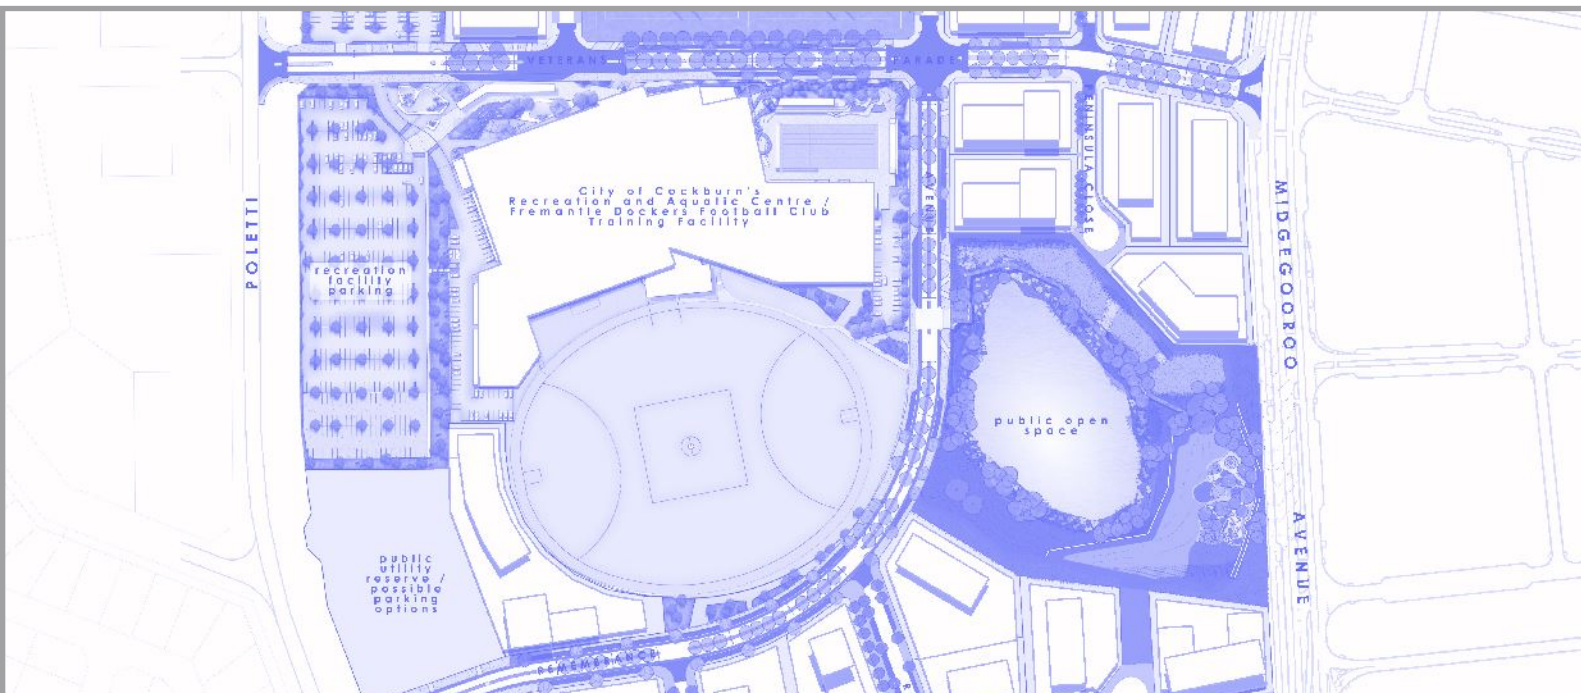 VETERANS PARADE
City of Cockburn's
Recreation and Aquatic Centre /
Fremantle Dockers Football Club
Training Facility
AVENUE
PENINSULA CLOSE
POLETTI
MIDGEGOOROO AVENUE
recreation
facility
parking
public open
space
public
utility
reserve /
possible
parking
options
REMEMBRANCE